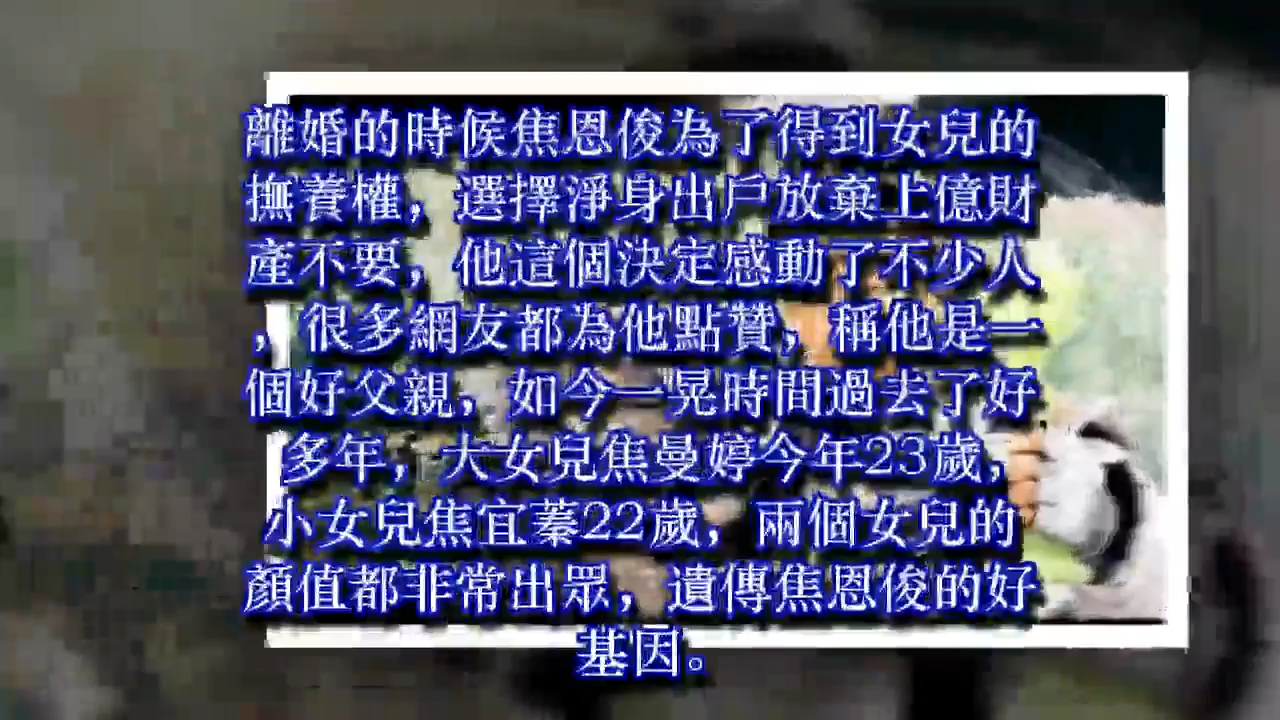 離婚的時候焦恩俊為了得到女兒的
撫養權，選擇淨身出戶放棄上億財
產不要，他這個決定感動了不少人
，很多網友都為他點贊，稱他是一
個好父親，如今一晃時間過去了好
多年，大女兒焦曼婷今年23歲，
小女兒焦宜蓁22歲，兩個女兒的
顏值都非常出眾，遺傳焦恩俊的好
基因。